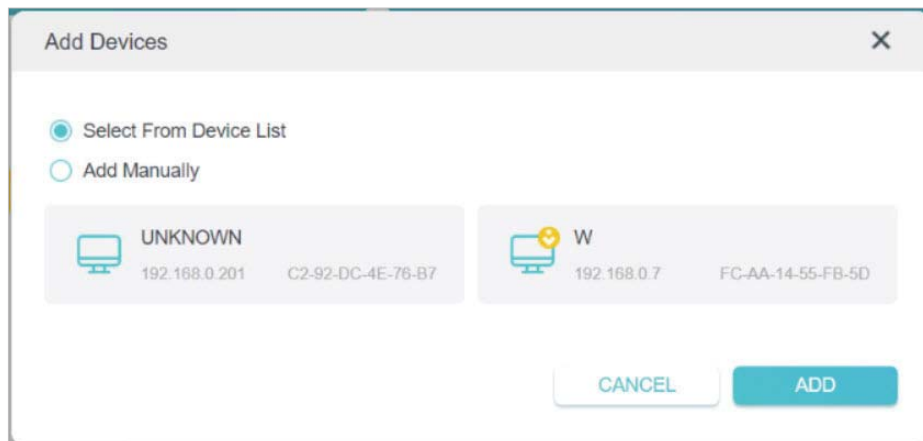 Add Devices
Select From Device List
Add Manually
UNKNOWN
192.168.0.201 C2-92-DC-4E-76-B7
W
192.168.0.7 FC-AA-14-55-FB-5D
CANCEL ADD